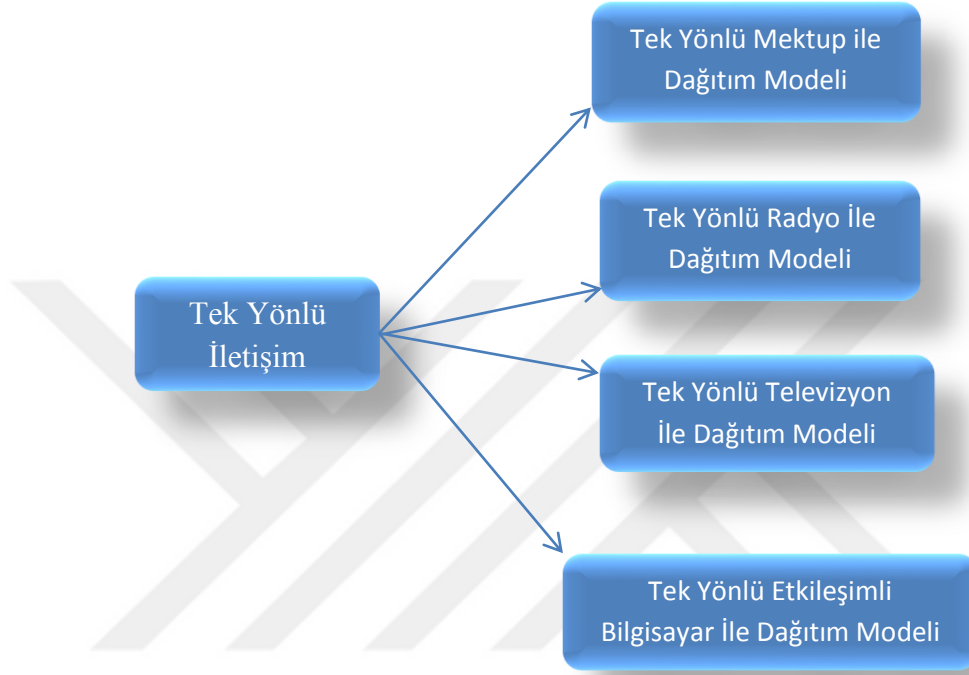 Tek Yönlü Mektup ile
Dağıtım Modeli
Tek Yönlü Radyo İle
Dağıtım Modeli
Tek Yönlü
İletişim
Tek Yönlü Televizyon
İle Dağıtım Modeli
Tek Yönlü Etkileşimli
Bilgisayar İle Dağıtım Modeli